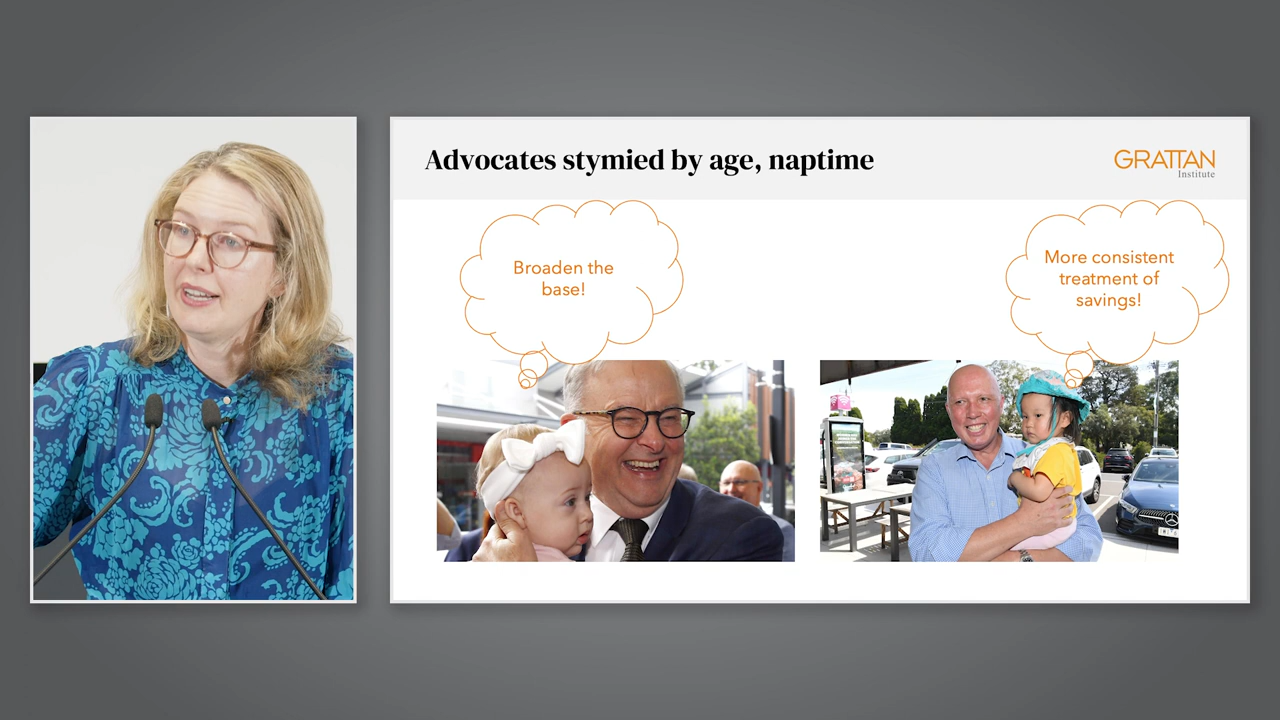 Advocates stymied by age, naptime
GRATTAN
Institute
Broaden the
base!
More consistent
treatment of
savings!